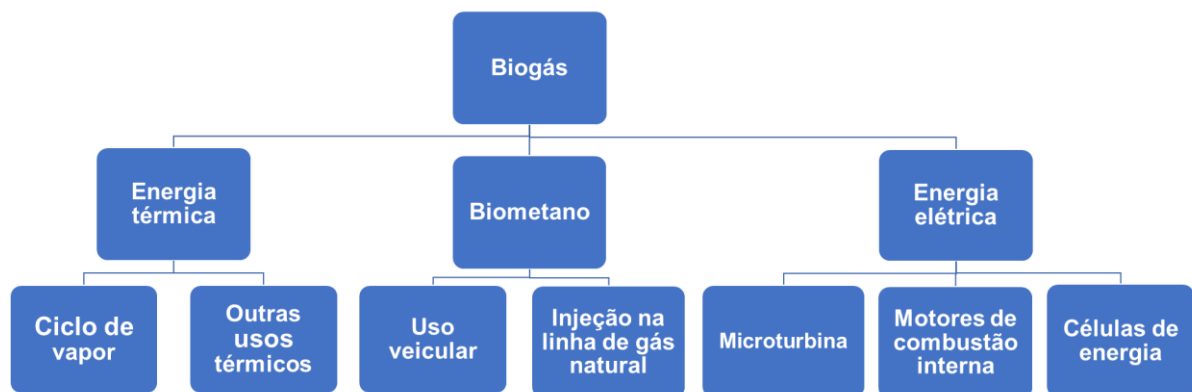 Biogás
Energia
térmica
Biometano
Energia
elétrica
Ciclo de
vapor
Outras
usos
térmicos
Uso
veicular
Injeção na
linha de gás
natural
Microturbina
Motores de
combustão
interna
Células de
energia